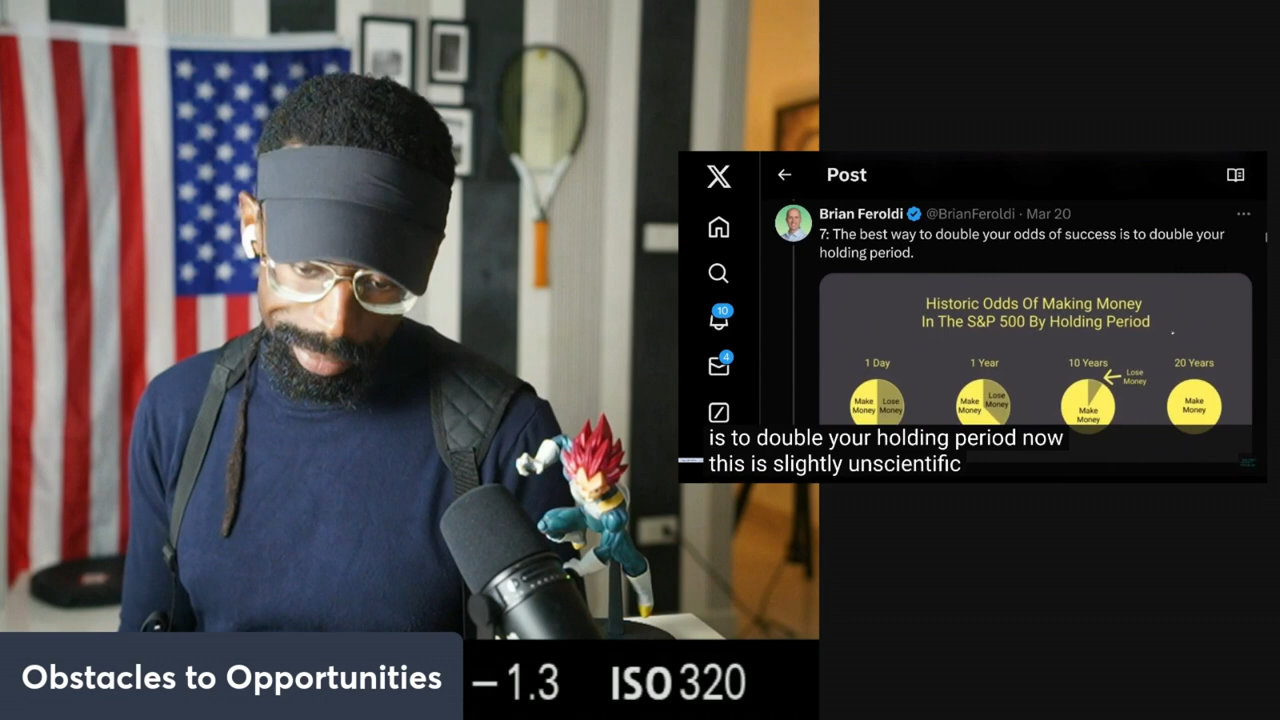 Post
Brian Feroldi @BrianFeroldi · Mar 20
7: The best way to double your odds of success is to double your
holding period.
10
4
Historic Odds Of Making Money
In The S&P 500 By Holding Period
1 Day
1 Year
10 Years
20 Years
Make
Money
Lose
Money
Make
Money
Lose
Money
Make
Money
Lose
Money
Make
Money
is to double your holding period now
this is slightly unscientific
Obstacles to Opportunities
–1.3
ISO 320